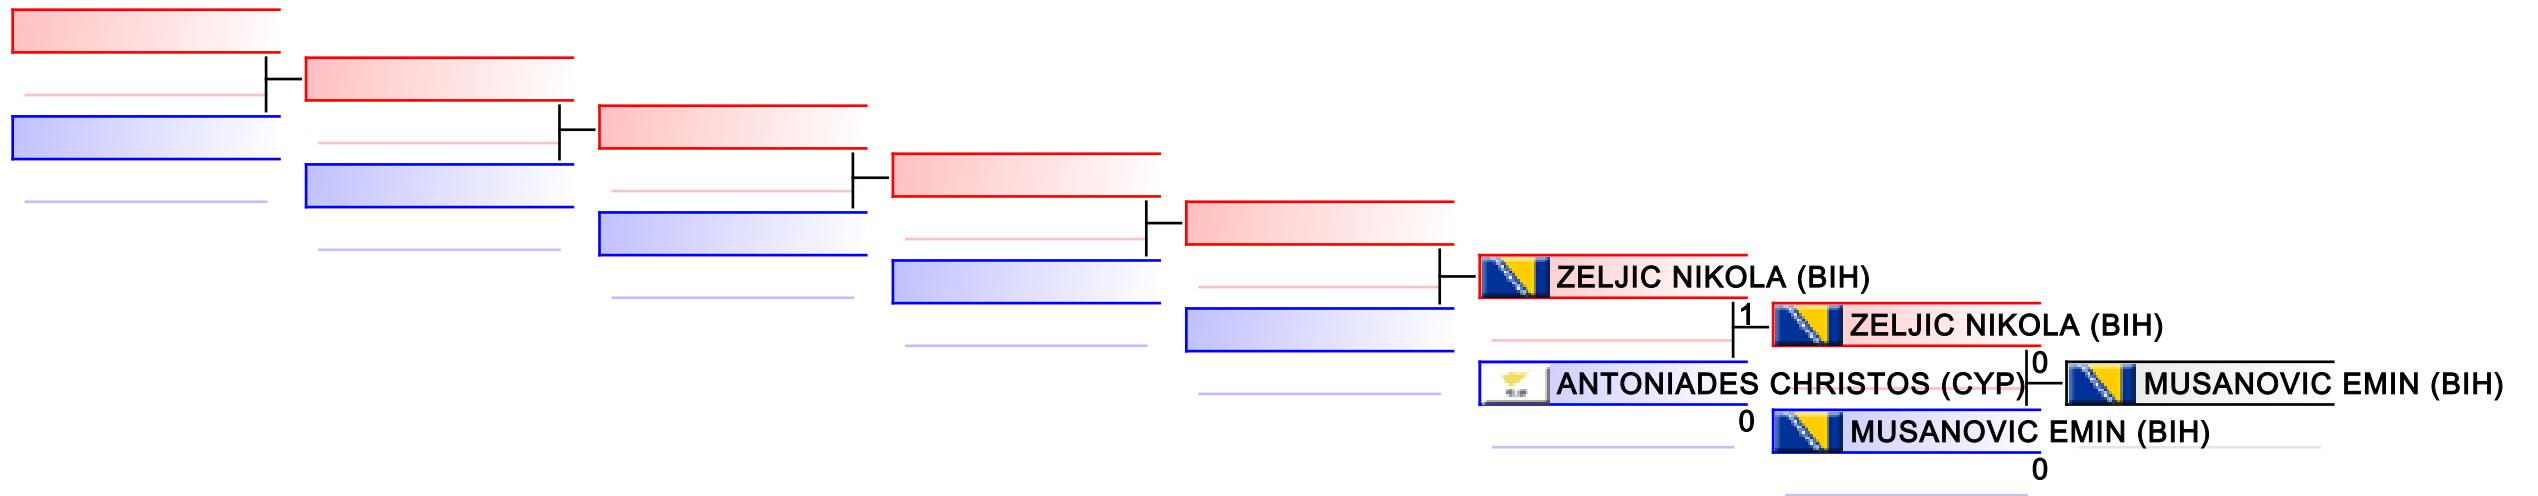 ZELJIC NIKOLA (BIH)
1
ZELJIC NIKOLA (BIH)
0
ANTONIADES CHRISTOS (CYP)
MUSANOVIC EMIN (BIH)
0
MUSANOVIC EMIN (BIH)
0